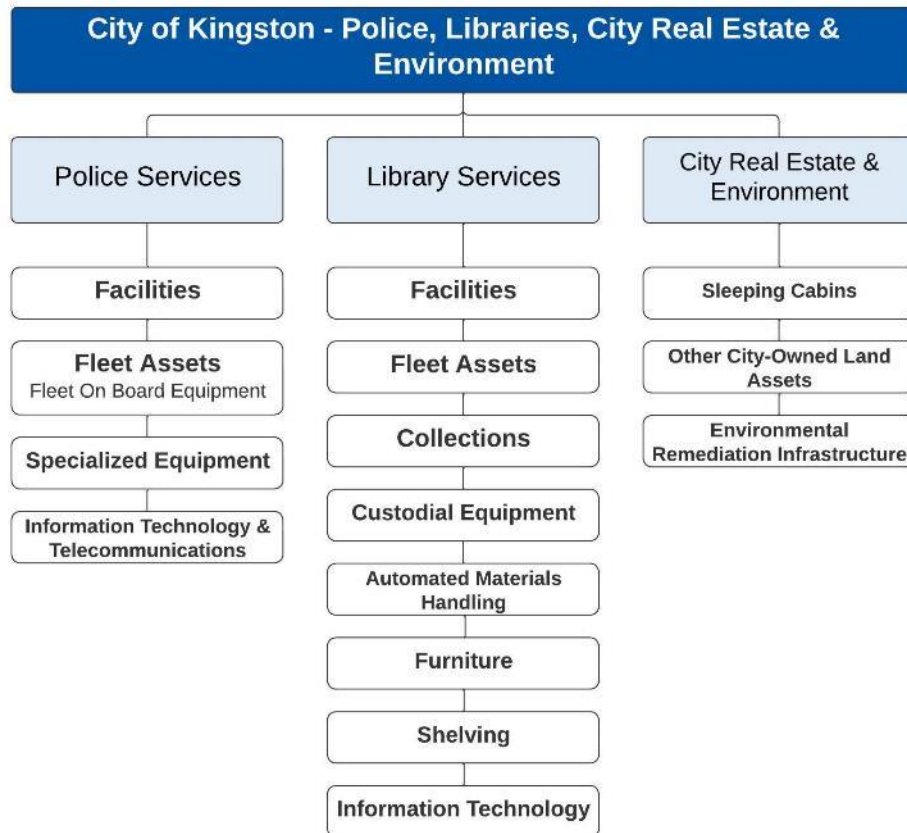 City of Kingston - Police, Libraries, City Real Estate &
Environment
Police Services
Facilities
Fleet Assets
Fleet On Board Equipment
Specialized Equipment
Information Technology &
Telecommunications
Library Services
Facilities
Fleet Assets
Collections
Custodial Equipment
Automated Materials
Handling
Furniture
Shelving
Information Technology
City Real Estate &
Environment
Sleeping Cabins
Other City-Owned Land
Assets
Environmental
Remediation Infrastructure